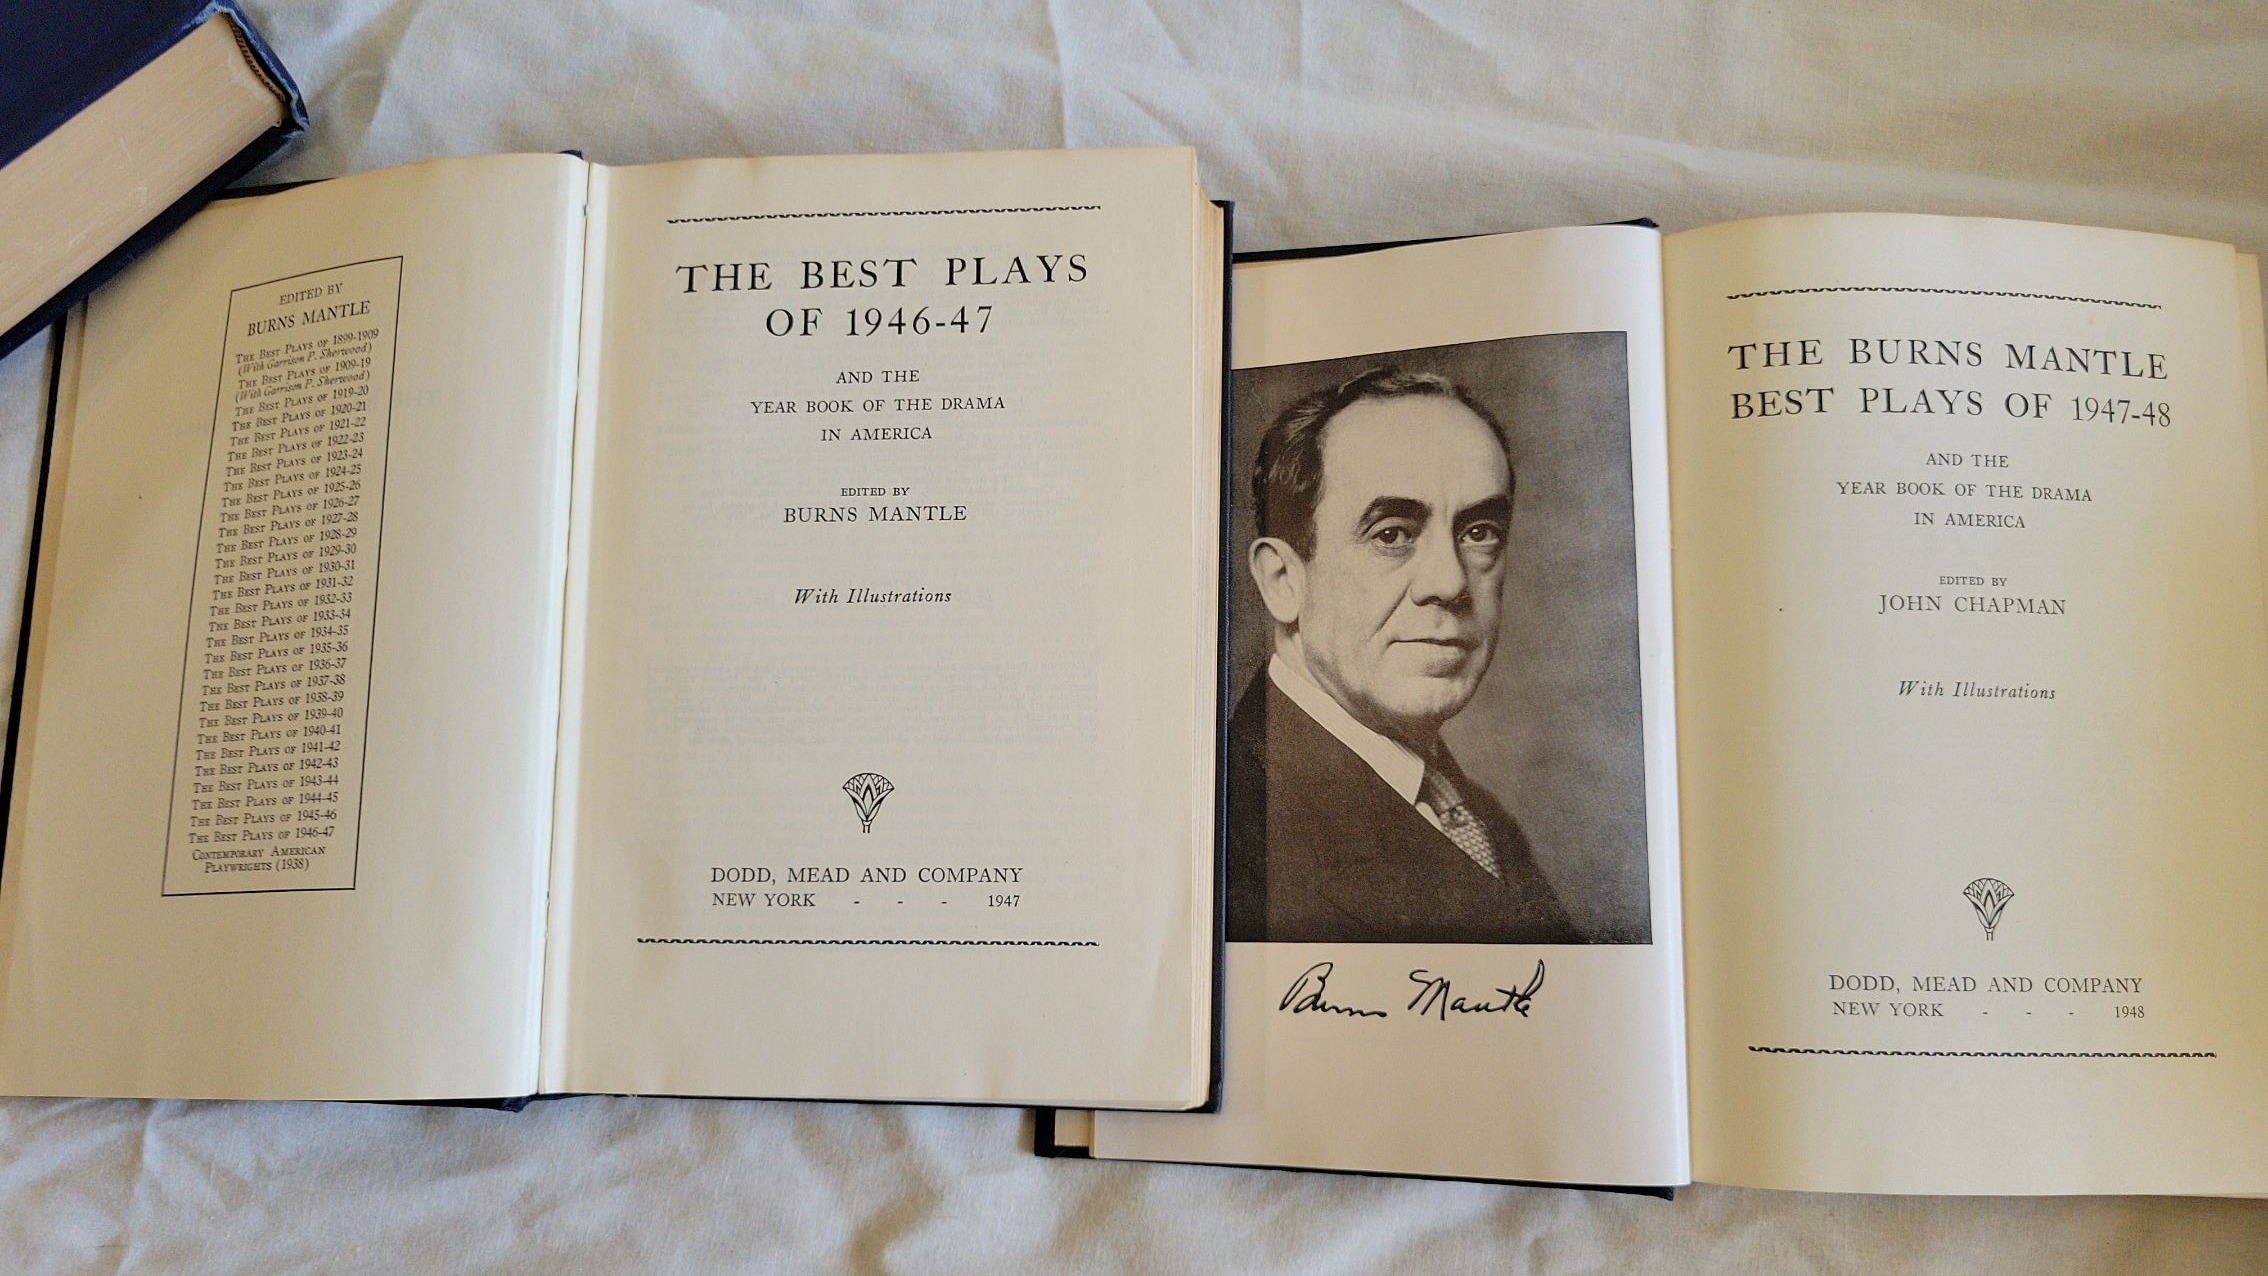 EDITED BY
BURNS MANTLE
THE BEST PLAYS OF 1899-1909
(With Garrison P. Sherwood)
THE BEST PLAYS OF 1909-19
(With Garrison P. Sherwood)
THE BEST PLAYS OF 1919-20
THE BEST PLAYS OF 1920-21
THE BEST PLAYS OF 1921-22
THE BEST PLAYS OF 1922-23
THE BEST PLAYS OF 1923-24
THE BEST PLAYS OF 1924-25
THE BEST PLAYS OF 1925-26
THE BEST PLAYS OF 1926-27
THE BEST PLAYS OF 1927-28
THE BEST PLAYS OF 1928-29
THE BEST PLAYS OF 1929-30
THE BEST PLAYS OF 1930-31
THE BEST PLAYS OF 1931-32
THE BEST PLAYS OF 1932-33
THE BEST PLAYS OF 1933-34
THE BEST PLAYS OF 1934-35
THE BEST PLAYS OF 1935-36
THE BEST PLAYS OF 1936-37
THE BEST PLAYS OF 1937-38
THE BEST PLAYS OF 1938-39
THE BEST PLAYS OF 1939-40
THE BEST PLAYS OF 1940-41
THE BEST PLAYS OF 1941-42
THE BEST PLAYS OF 1942-43
THE BEST PLAYS OF 1943-44
THE BEST PLAYS OF 1944-45
THE BEST PLAYS OF 1945-46
THE BEST PLAYS OF 1946-47
CONTEMPORARY AMERICAN
PLAYWRIGHTS (1938)
THE BEST PLAYS
OF 1946-47
AND THE
YEAR BOOK OF THE DRAMA
IN AMERICA
EDITED BY
BURNS MANTLE
With Illustrations
DODD, MEAD AND COMPANY
NEW YORK - - - 1947
Burns Mantle
THE BURNS MANTLE
BEST PLAYS OF 1947-48
AND THE
YEAR BOOK OF THE DRAMA
IN AMERICA
EDITED BY
JOHN CHAPMAN
With Illustrations
DODD, MEAD AND COMPANY
NEW YORK - - - 1948